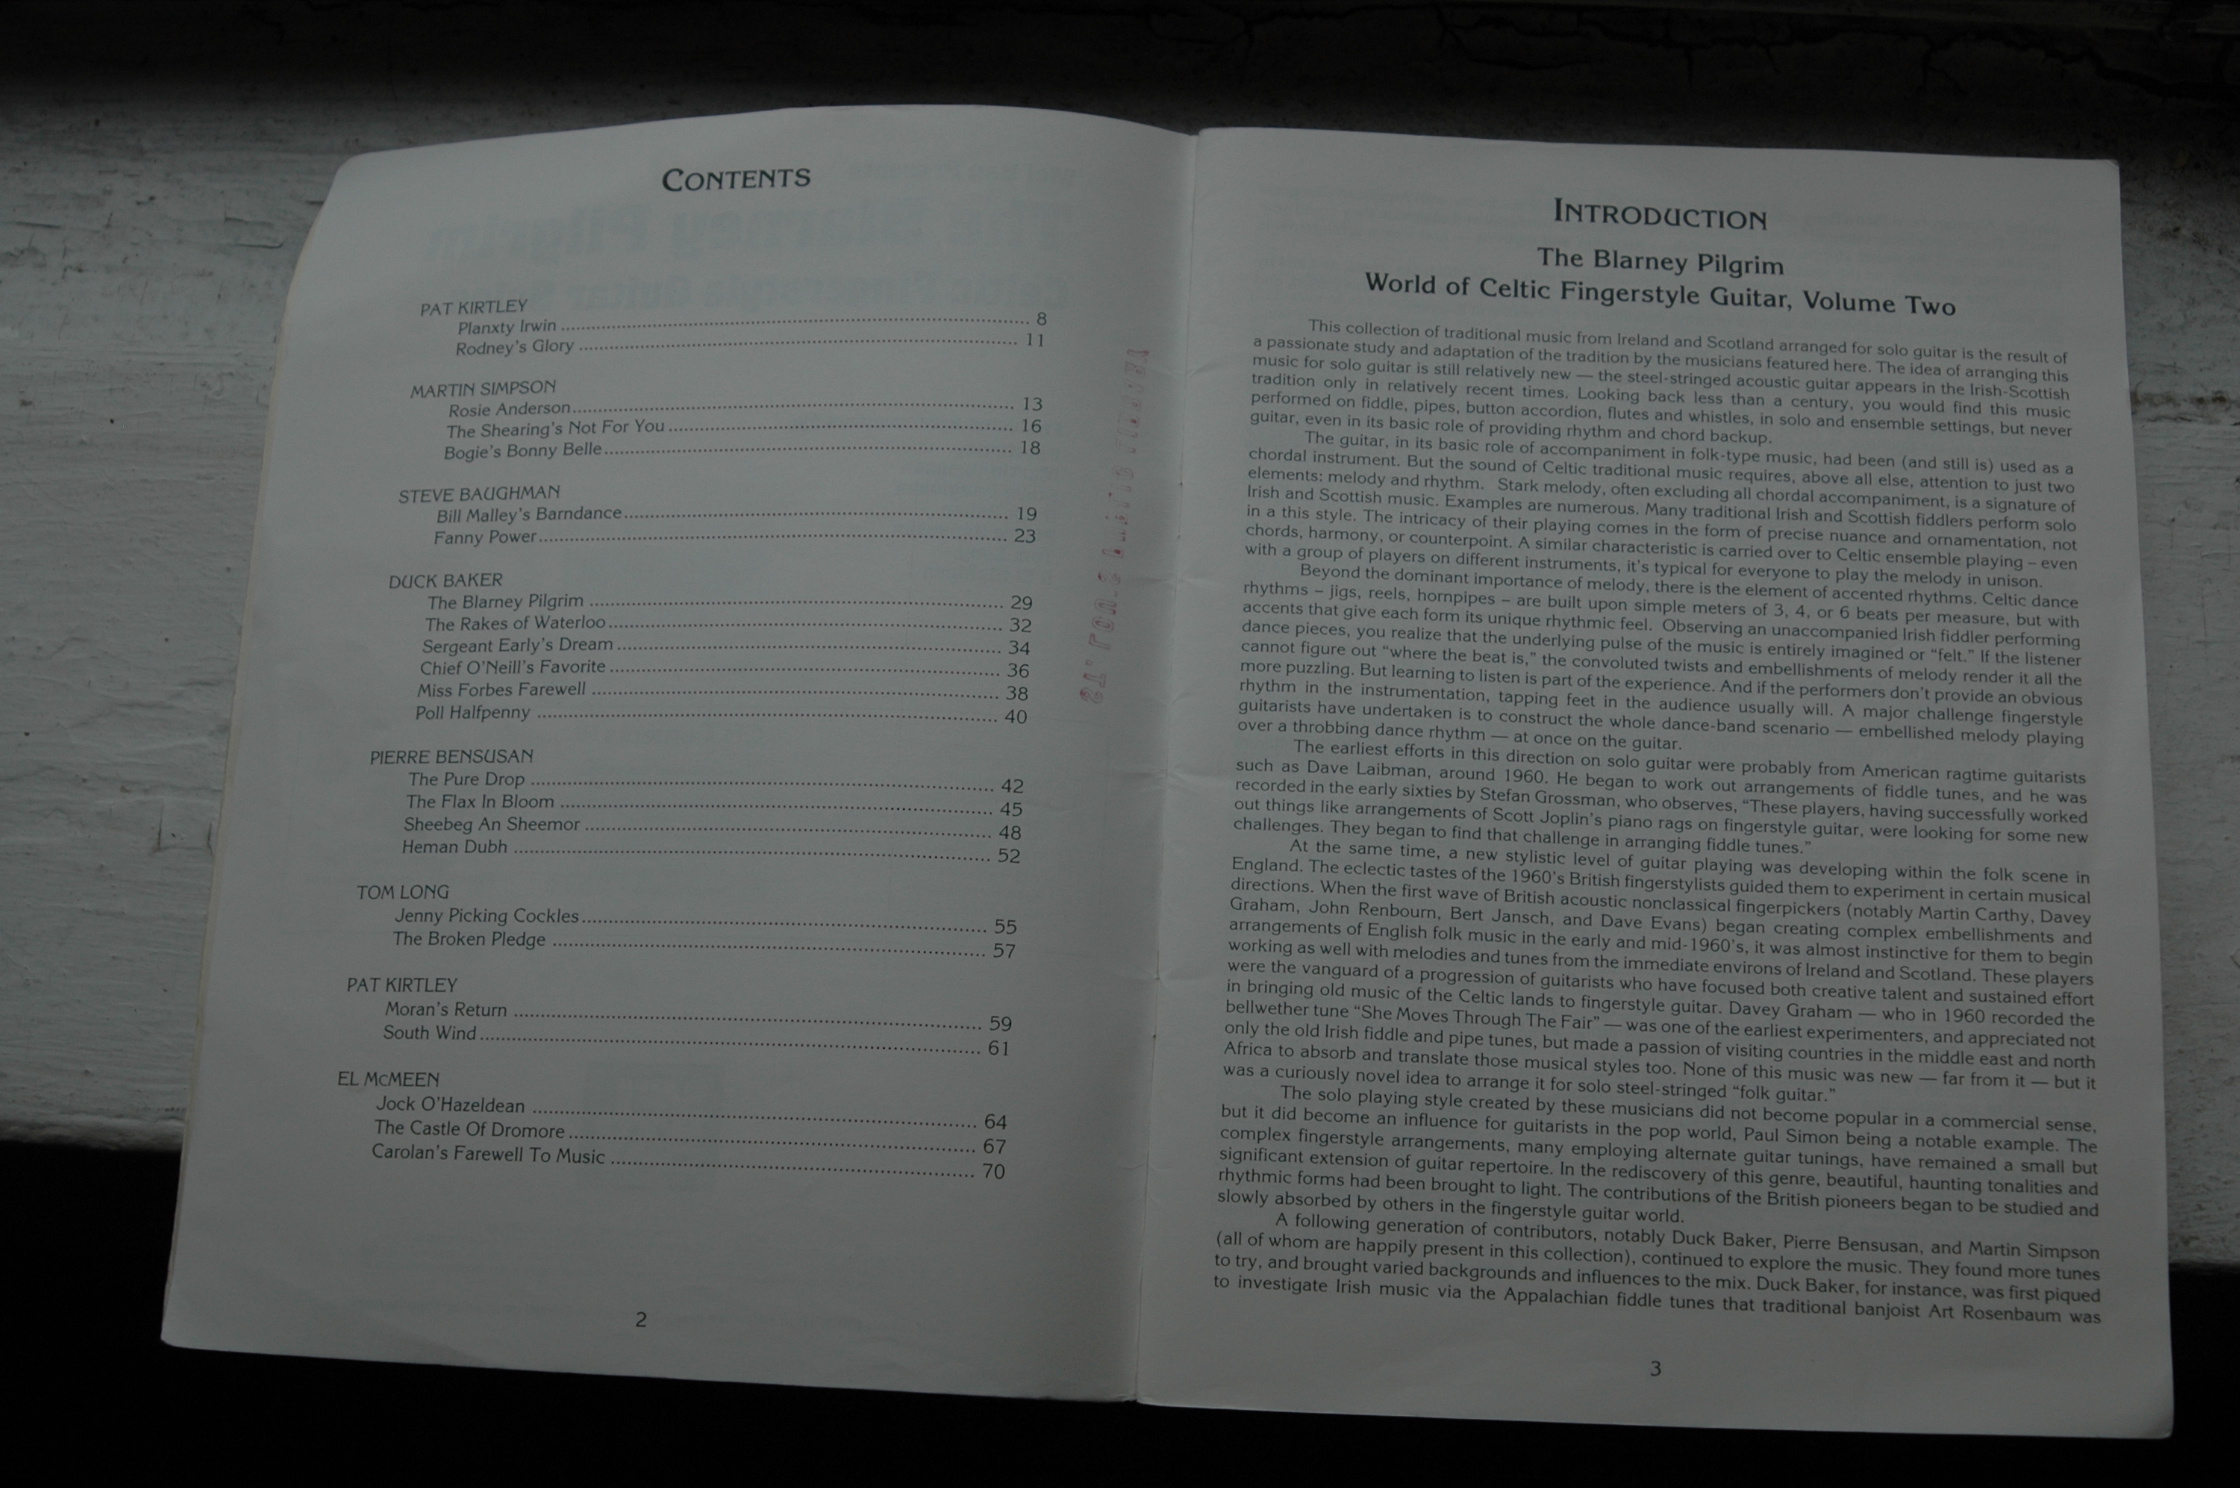 CONTENTS
PAT KIRTLEY
Planxty Irwin ........ 8
Rodney's Glory ........ 11
MARTIN SIMPSON
Rosie Anderson ........ 13
The Shearing's Not For You ........ 16
Bogie's Bonny Belle ........ 18
STEVE BAUGHMAN
Bill Malley's Barndance ........ 19
Fanny Power ........ 23
DUCK BAKER
The Blarney Pilgrim ........ 29
The Rakes of Waterloo ........ 32
Sergeant Early's Dream ........ 34
Chief O'Neill's Favorite ........ 36
Miss Forbes Farewell ........ 38
Poll Halfpenny ........ 40
PIERRE BENSUSAN
The Pure Drop ........ 42
The Flax In Bloom ........ 45
Sheebeg An Sheemor ........ 48
Heman Dubh ........ 52
TOM LONG
Jenny Picking Cockles ........ 55
The Broken Pledge ........ 57
PAT KIRTLEY
Moran's Return ........ 59
South Wind ........ 61
EL McMEEN
Jock O'Hazeldean ........ 64
The Castle Of Dromore ........ 67
Carolan's Farewell To Music ........ 70
2
INTRODUCTION
The Blarney Pilgrim
World of Celtic Fingerstyle Guitar, Volume Two
This collection of traditional music from Ireland and Scotland arranged for solo guitar is the result of
a passionate study and adaptation of the tradition by the musicians featured here. The idea of arranging this
music for solo guitar is still relatively new — the steel-stringed acoustic guitar appears in the Irish-Scottish
tradition only in relatively recent times. Looking back less than a century, you would find this music
performed on fiddle, pipes, button accordion, flutes and whistles, in solo and ensemble settings, but never
guitar, even in its basic role of providing rhythm and chord backup.
The guitar, in its basic role of accompaniment in folk-type music, had been (and still is) used as a
chordal instrument. But the sound of Celtic traditional music requires, above all else, attention to just two
elements: melody and rhythm. Stark melody, often excluding all chordal accompaniment, is a signature of
Irish and Scottish music. Examples are numerous. Many traditional Irish and Scottish fiddlers perform solo
in a this style. The intricacy of their playing comes in the form of precise nuance and ornamentation, not
chords, harmony, or counterpoint. A similar characteristic is carried over to Celtic ensemble playing – even
with a group of players on different instruments, it's typical for everyone to play the melody in unison.
Beyond the dominant importance of melody, there is the element of accented rhythms. Celtic dance
rhythms – jigs, reels, hornpipes – are built upon simple meters of 3, 4, or 6 beats per measure, but with
accents that give each form its unique rhythmic feel. Observing an unaccompanied Irish fiddler performing
dance pieces, you realize that the underlying pulse of the music is entirely imagined or "felt." If the listener
cannot figure out "where the beat is," the convoluted twists and embellishments of melody render it all the
more puzzling. But learning to listen is part of the experience. And if the performers don't provide an obvious
rhythm in the instrumentation, tapping feet in the audience usually will. A major challenge fingerstyle
guitarists have undertaken is to construct the whole dance-band scenario — embellished melody playing
over a throbbing dance rhythm — at once on the guitar.
The earliest efforts in this direction on solo guitar were probably from American ragtime guitarists
such as Dave Laibman, around 1960. He began to work out arrangements of fiddle tunes, and he was
recorded in the early sixties by Stefan Grossman, who observes, "These players, having successfully worked
out things like arrangements of Scott Joplin's piano rags on fingerstyle guitar, were looking for some new
challenges. They began to find that challenge in arranging fiddle tunes."
At the same time, a new stylistic level of guitar playing was developing within the folk scene in
England. The eclectic tastes of the 1960's British fingerstylists guided them to experiment in certain musical
directions. When the first wave of British acoustic nonclassical fingerpickers (notably Martin Carthy, Davey
Graham, John Renbourn, Bert Jansch, and Dave Evans) began creating complex embellishments and
arrangements of English folk music in the early and mid-1960's, it was almost instinctive for them to begin
working as well with melodies and tunes from the immediate environs of Ireland and Scotland. These players
were the vanguard of a progression of guitarists who have focused both creative talent and sustained effort
in bringing old music of the Celtic lands to fingerstyle guitar. Davey Graham — who in 1960 recorded the
bellwether tune "She Moves Through The Fair" — was one of the earliest experimenters, and appreciated not
only the old Irish fiddle and pipe tunes, but made a passion of visiting countries in the middle east and north
Africa to absorb and translate those musical styles too. None of this music was new — far from it — but it
was a curiously novel idea to arrange it for solo steel-stringed "folk guitar."
The solo playing style created by these musicians did not become popular in a commercial sense,
but it did become an influence for guitarists in the pop world, Paul Simon being a notable example. The
complex fingerstyle arrangements, many employing alternate guitar tunings, have remained a small but
significant extension of guitar repertoire. In the rediscovery of this genre, beautiful, haunting tonalities and
rhythmic forms had been brought to light. The contributions of the British pioneers began to be studied and
slowly absorbed by others in the fingerstyle guitar world.
A following generation of contributors, notably Duck Baker, Pierre Bensusan, and Martin Simpson
(all of whom are happily present in this collection), continued to explore the music. They found more tunes
to try, and brought varied backgrounds and influences to the mix. Duck Baker, for instance, was first piqued
to investigate Irish music via the Appalachian fiddle tunes that traditional banjoist Art Rosenbaum was
3